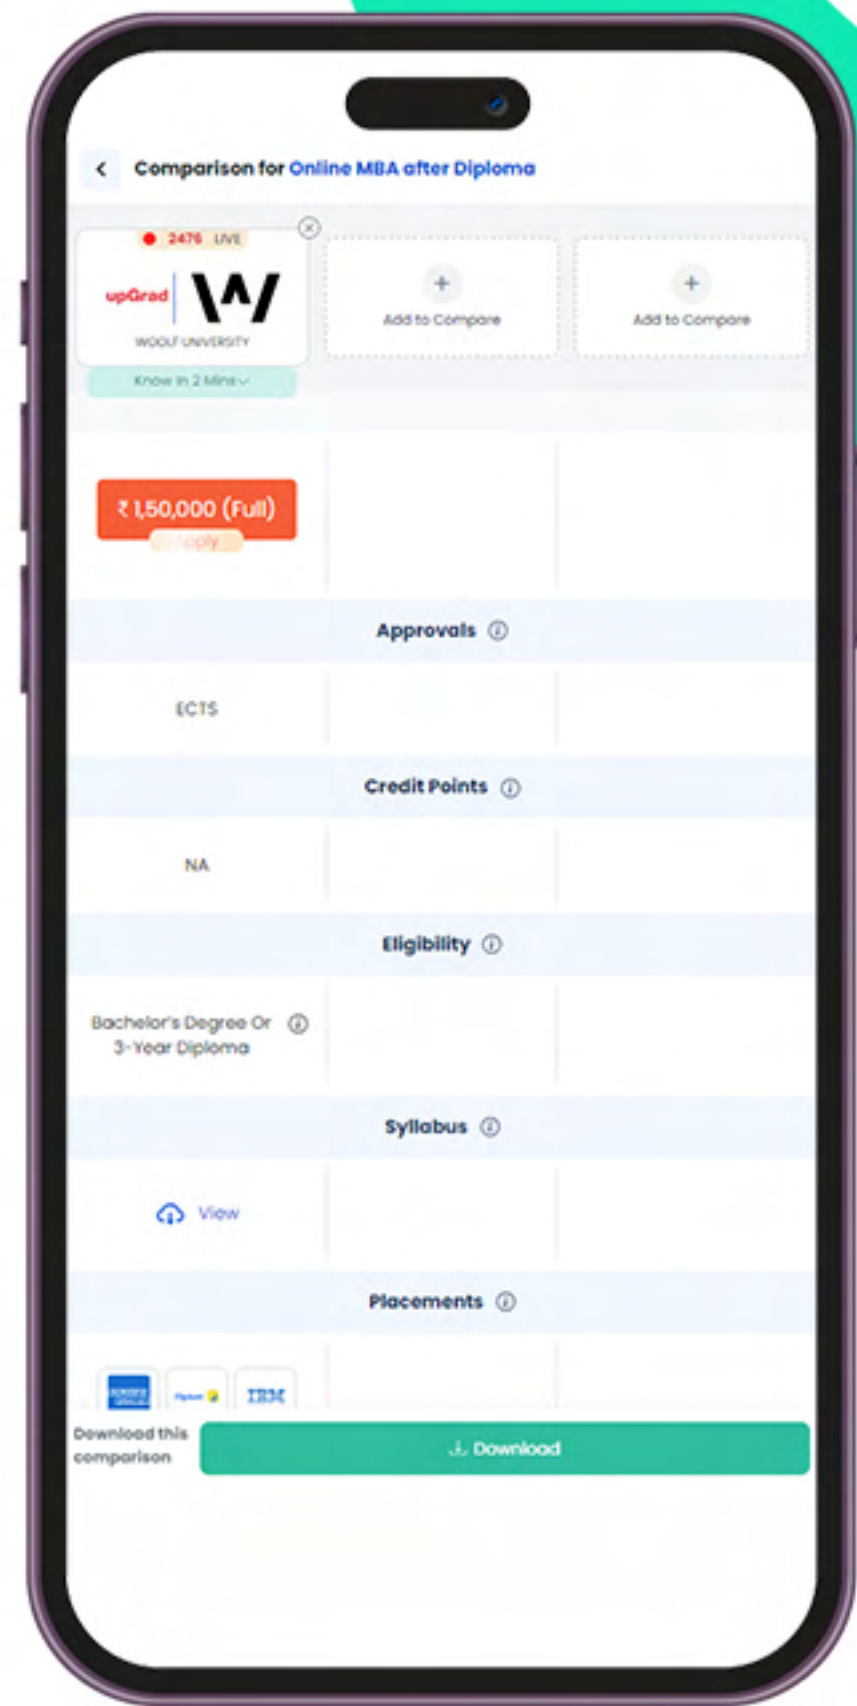 Comparison for Online MBA after Diploma
2476 LIVE
upGrad
WOOLF UNIVERSITY
Know In 2 Mins
Add to Compare
Add to Compare
₹ 1,50,000 (Full)
Apply
Approvals
ECTS
Credit Points
NA
Eligibility
Bachelor's Degree Or
3-Year Diploma
Syllabus
View
Placements
IBM
Download this
comparison
Download